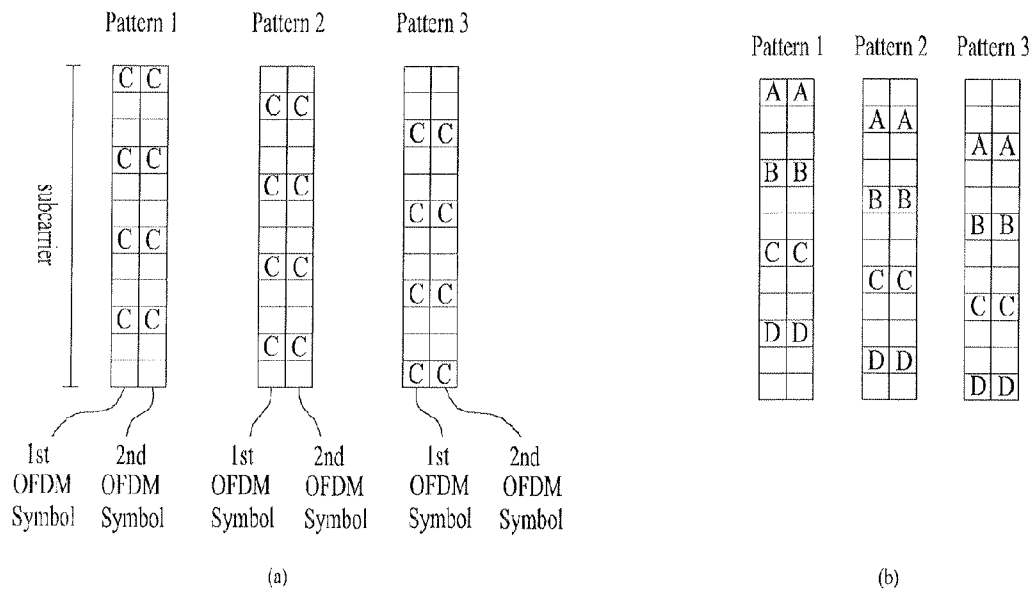 Pattern 1 Pattern 2 Pattern 3
C C
C C
C C
C C
C C
C C
C C
C C
C C
C C
C C
C C
subcarrier
1st OFDM Symbol
2nd OFDM Symbol
1st OFDM Symbol
2nd OFDM Symbol
1st OFDM Symbol
2nd OFDM Symbol
(a)
Pattern 1 Pattern 2 Pattern 3
A A
A A
A A
B B
B B
B B
C C
C C
C C
D D
D D
D D
(b)